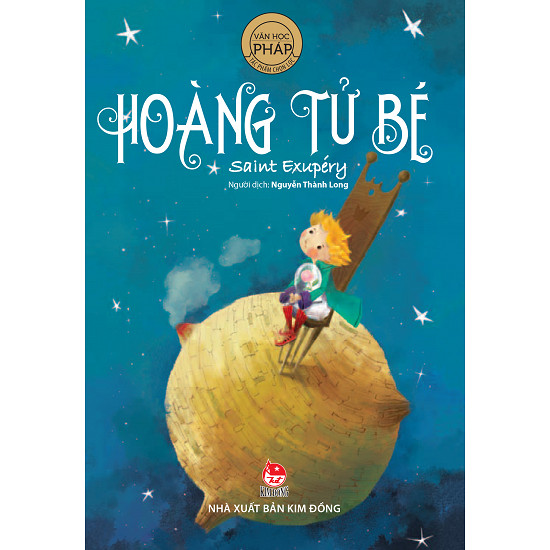 VĂN HỌC
PHÁP
TÁC PHẨM CHỌN LỌC
HOÀNG TỬ BÉ
Saint Exupéry
Người dịch: Nguyễn Thành Long
KIM ĐỒNG
NHÀ XUẤT BẢN KIM ĐỒNG